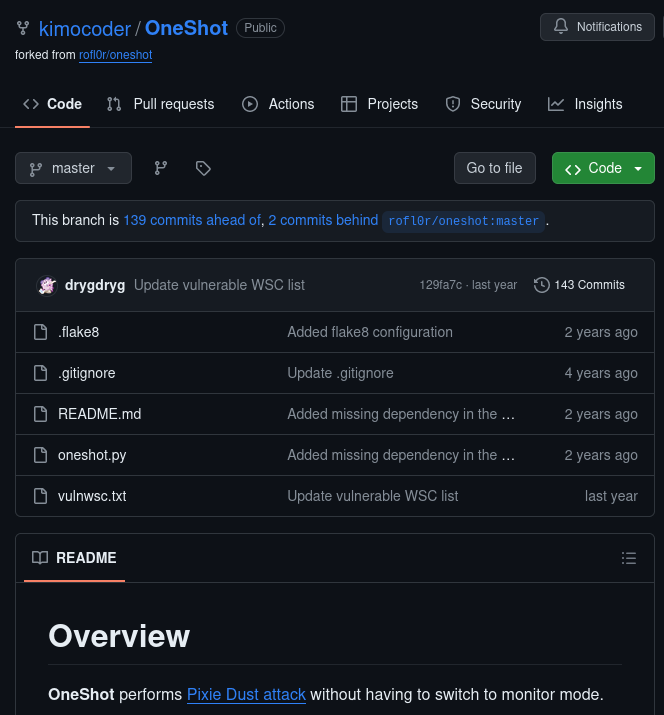 kimocoder / OneShot Public Notifications
forked from rofl0r/oneshot
Code Pull requests Actions Projects Security Insights
master Go to file Code
This branch is 139 commits ahead of, 2 commits behind rofl0r/oneshot:master.
drygdryg Update vulnerable WSC list 129fa7c · last year 143 Commits
.flake8 Added flake8 configuration 2 years ago
.gitignore Update .gitignore 4 years ago
README.md Added missing dependency in the … 2 years ago
oneshot.py Added missing dependency in the … 2 years ago
vulnwsc.txt Update vulnerable WSC list last year
README
Overview
OneShot performs Pixie Dust attack without having to switch to monitor mode.